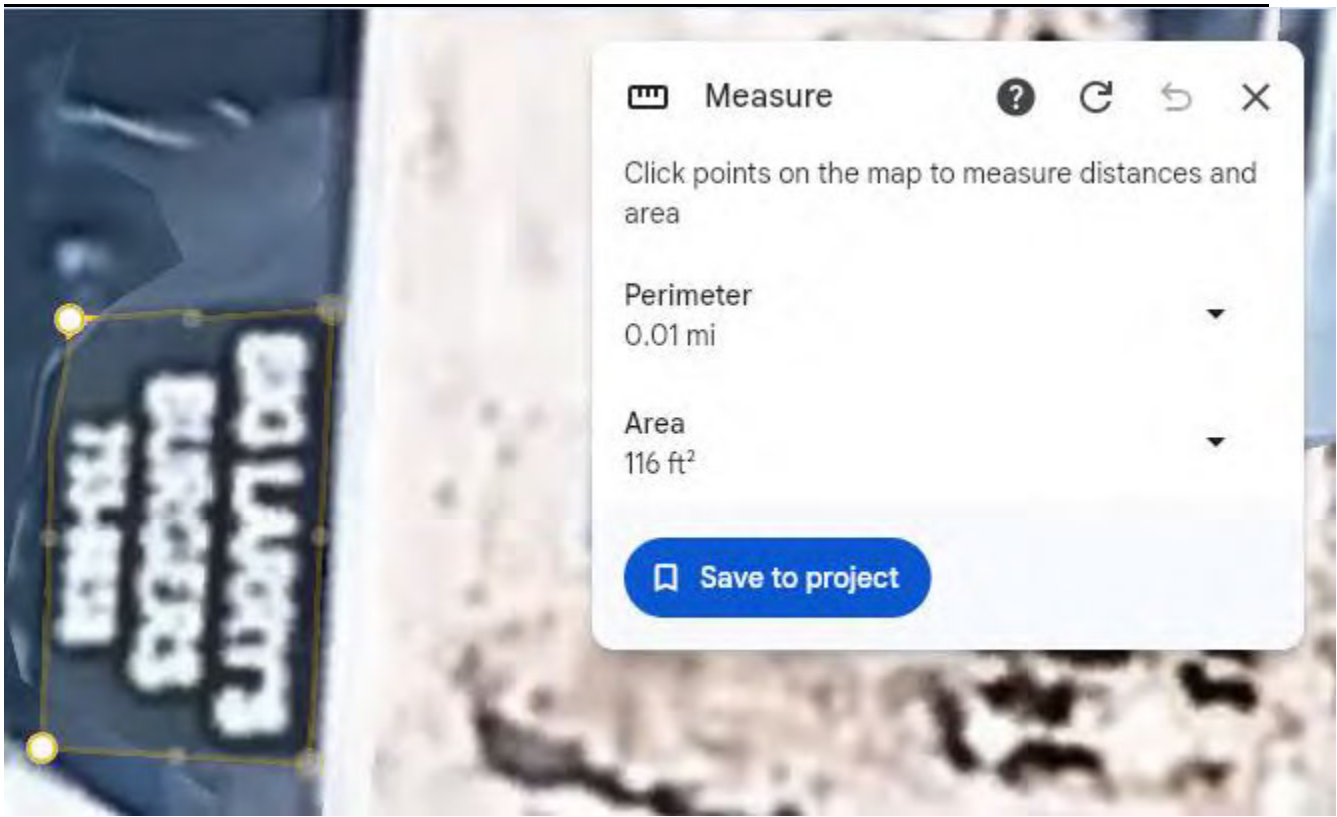 Measure
Click points on the map to measure distances and
area
Perimeter
0.01 mi
Area
116 ft²
Save to project